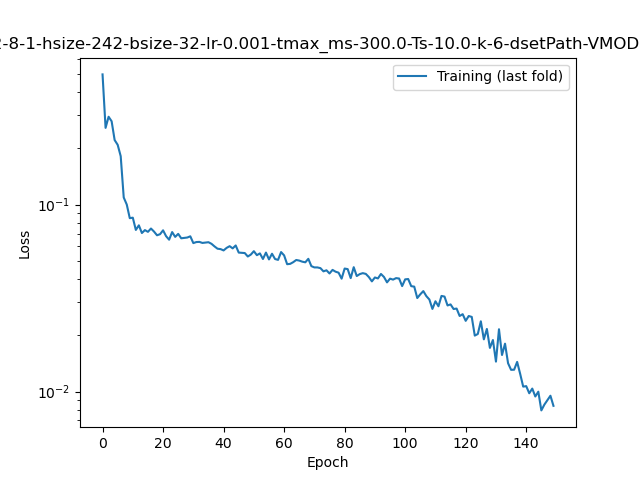 -8-1-hsize-242-bsize-32-lr-0.001-tmax_ms-300.0-Ts-10.0-k-6-dsetPath-VMOD
Training (last fold)
10⁻¹
10⁻²
Loss
0 20 40 60 80 100 120 140
Epoch